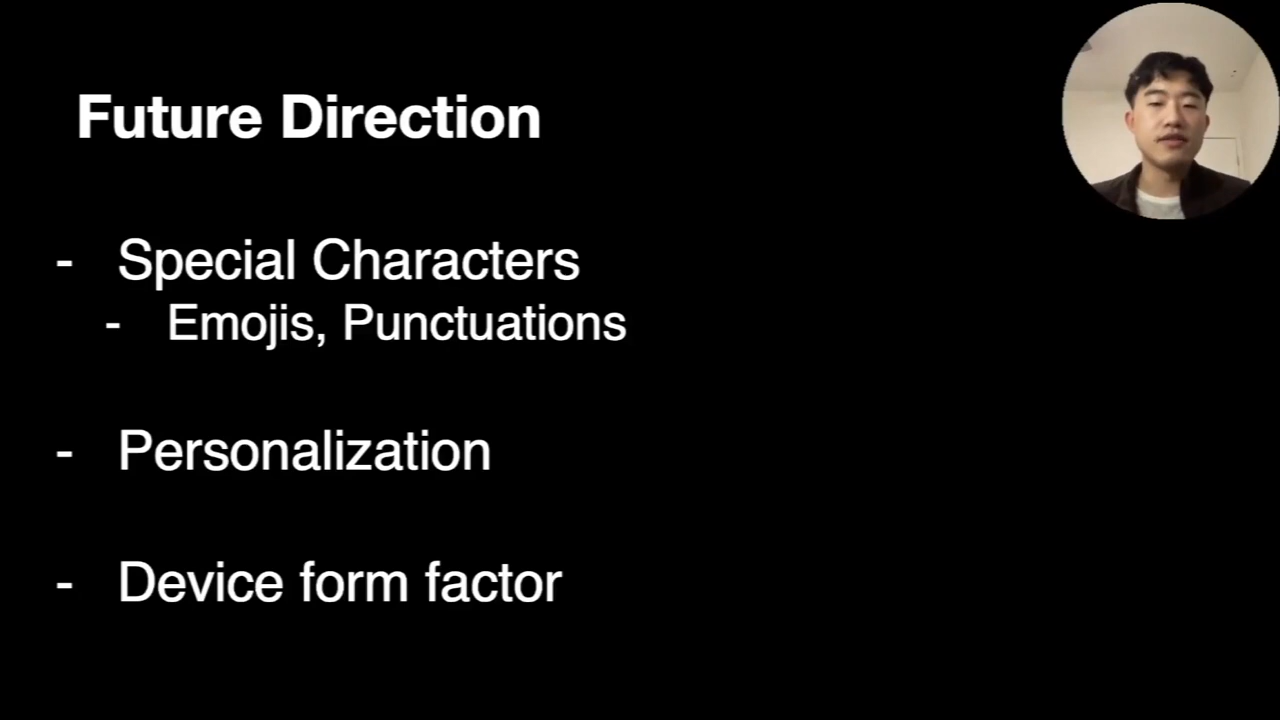 Future Direction
- Special Characters
- Emojis, Punctuations
- Personalization
- Device form factor